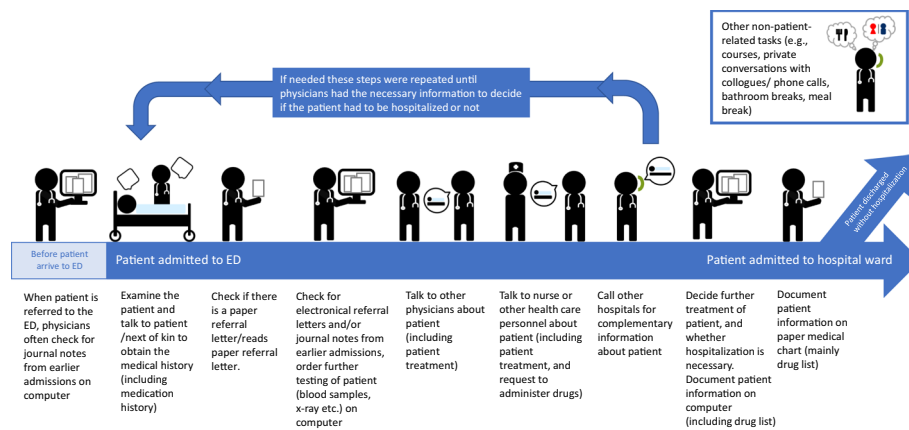 Other non-patient-
related tasks (e.g.,
courses, private
conversations with
collogues/ phone calls,
bathroom breaks, meal
break)
If needed these steps were repeated until
physicians had the necessary information to decide
if the patient had to be hospitalized or not
Patient discharged
without hospitalization
Before patient
arrive to ED
Patient admitted to ED
Patient admitted to hospital ward
When patient is
referred to the
ED, physicians
often check for
journal notes
from earlier
admissions on
computer
Examine the
patient and
talk to patient
/next of kin to
obtain the
medical history
(including
medication
history)
Check if there
is a paper
referral
letter/reads
paper referral
letter.
Check for
electronical referral
letters and/or
journal notes from
earlier admissions,
order further
testing of patient
(blood samples,
x-ray etc.) on
computer
Talk to other
physicians about
patient
(including
patient
treatment)
Talk to nurse or
other health care
personnel about
patient (including
patient
treatment, and
request to
administer drugs)
Call other
hospitals for
complementary
information
about patient
Decide further
treatment of
patient, and
whether
hospitalization is
necessary.
Document patient
information on
computer
(including drug list)
Document
patient
information on
paper medical
chart (mainly
drug list)